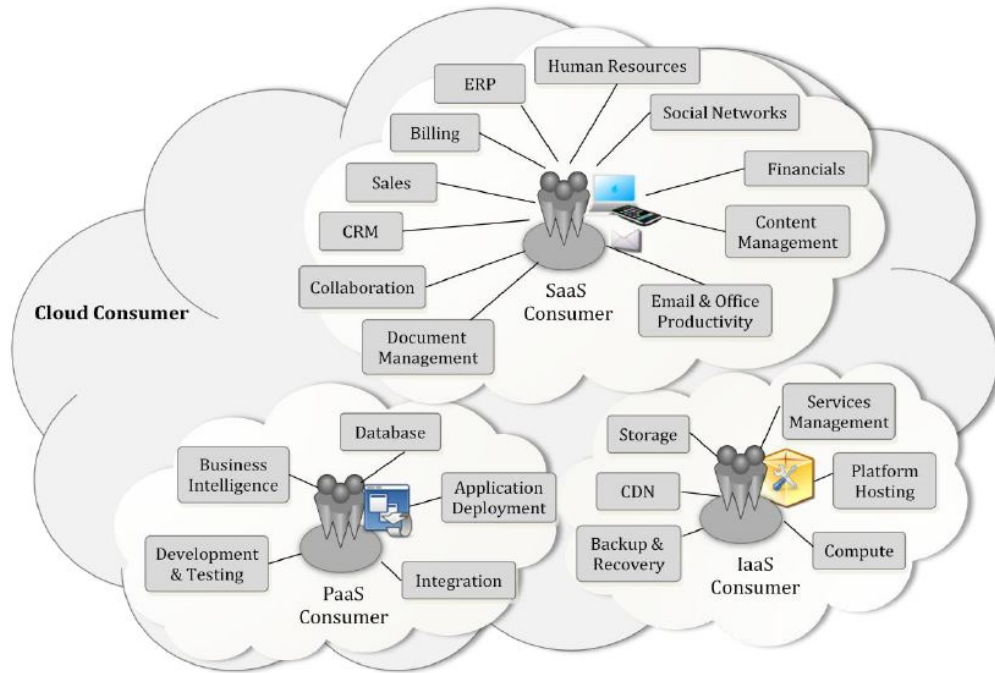 Human Resources
ERP
Social Networks
Billing
Financials
Sales
Content
Management
CRM
Collaboration
SaaS
Consumer
Email & Office
Productivity
Document
Management
Cloud Consumer
Database
Business
Intelligence
Application
Deployment
Development
& Testing
Integration
PaaS
Consumer
Services
Management
Storage
Platform
Hosting
CDN
Backup &
Recovery
Compute
IaaS
Consumer